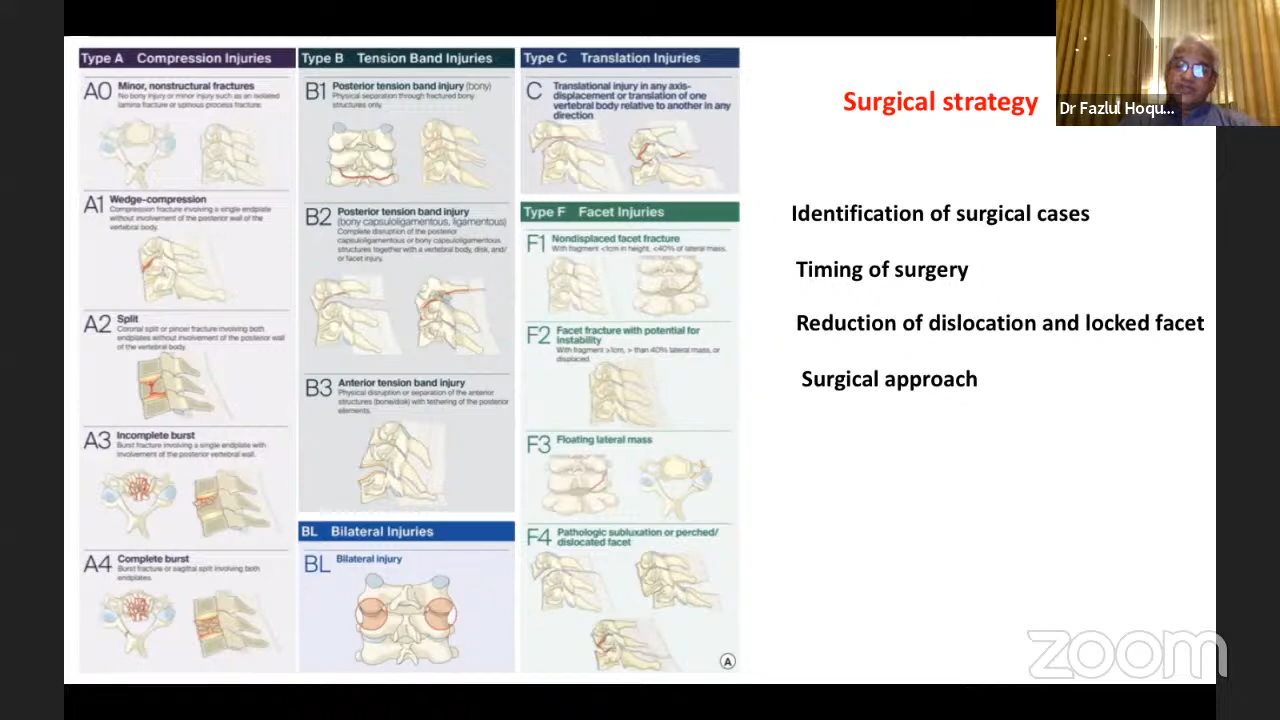 Type A Compression Injuries
A0 Minor, nonstructural fractures
No bony injury or minor injury such as an isolated
lamina fracture or spinous process fracture.
A1 Wedge-compression
Compression fracture involving a single endplate
without involvement of the posterior wall of the
vertebral body.
A2 Split
Coronal split or pincer fracture involving both
endplates without involvement of the posterior wall
of the vertebral body.
A3 Incomplete burst
Burst fracture involving a single endplate with
involvement of the posterior vertebral wall.
A4 Complete burst
Burst fracture or sagittal split involving both
endplates.
Type B Tension Band Injuries
B1 Posterior tension band injury (bony)
Physical separation through fractured bony
structures only.
B2 Posterior tension band injury
(bony capsuloligamentous, ligamentous)
Complete disruption of the posterior
capsuloligamentous or bony capsuloligamentous
structures together with a vertebral body, disk, and/
or facet injury.
B3 Anterior tension band injury
Physical disruption or separation of the anterior
structures (bone/disk) with tethering of the posterior
elements.
BL Bilateral Injuries
BL Bilateral injury
Type C Translation Injuries
C Translational injury in any axis-
displacement or translation of one
vertebral body relative to another in any
direction
Type F Facet Injuries
F1 Nondisplaced facet fracture
With fragment <1cm in height, <40% of lateral mass.
F2 Facet fracture with potential for
instability
With fragment >1cm, > than 40% lateral mass, or
displaced.
F3 Floating lateral mass
F4 Pathologic subluxation or perched/
dislocated facet
A
Surgical strategy
Identification of surgical cases
Timing of surgery
Reduction of dislocation and locked facet
Surgical approach
Dr Fazlul Hoqu...
zoom